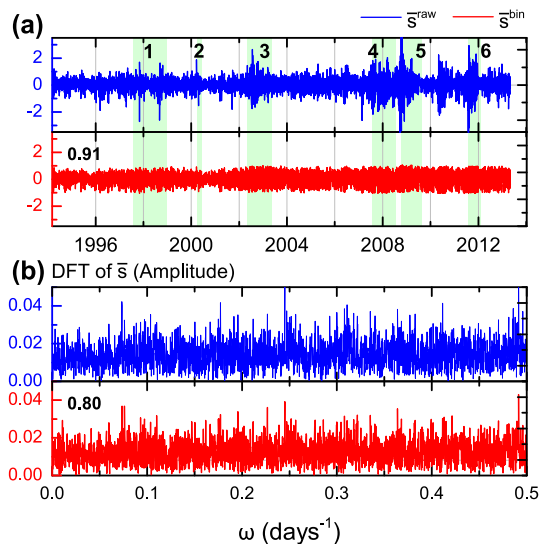 s̅ʳᵃʷ s̅ᵇⁱⁿ
(a)
1 2 3 4 5 6
2
0
-2
0.91
2
0
-2
1996 2000 2004 2008 2012
(b) DFT of s̅ (Amplitude)
0.04
0.02
0.00
0.80
0.04
0.02
0.00
0.0 0.1 0.2 0.3 0.4 0.5
ω (days⁻¹)